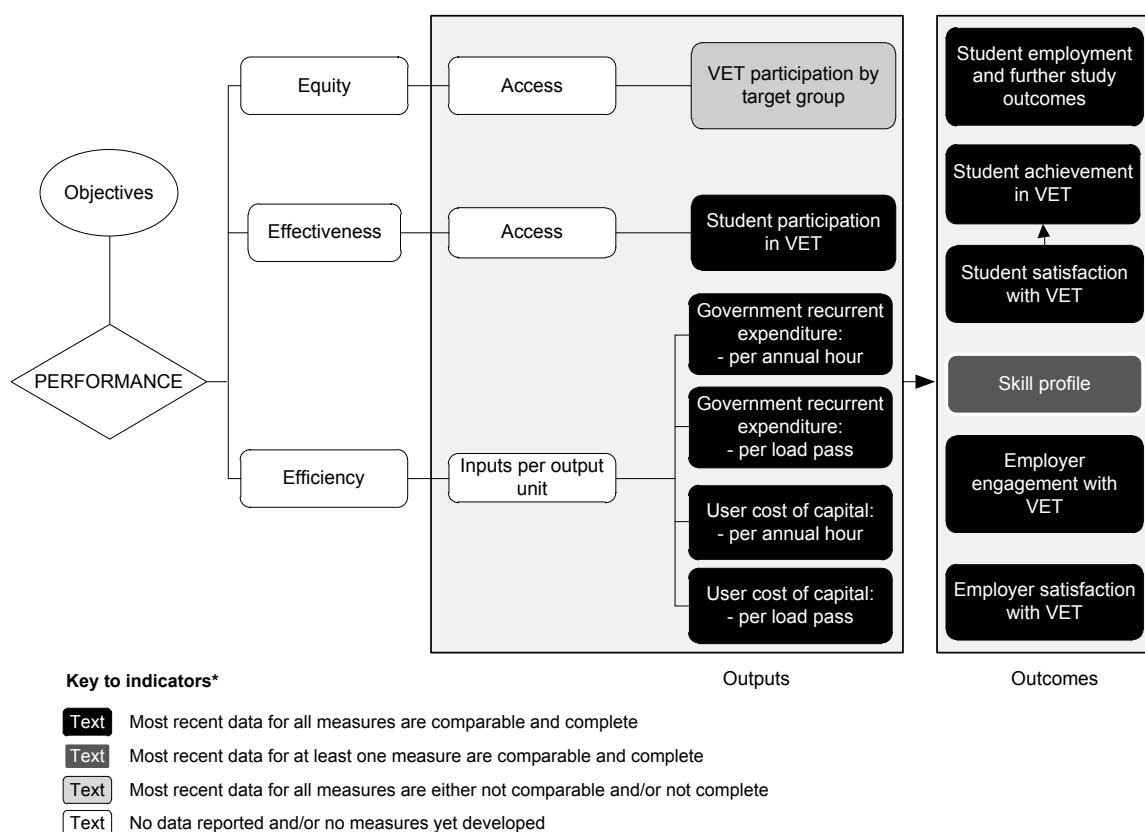 Objectives
PERFORMANCE
Equity
Access
VET participation by
target group
Effectiveness
Access
Student participation
in VET
Efficiency
Inputs per output
unit
Government recurrent
expenditure:
- per annual hour
Government recurrent
expenditure:
- per load pass
User cost of capital:
- per annual hour
User cost of capital:
- per load pass
Outputs
Student employment
and further study
outcomes
Student achievement
in VET
Student satisfaction
with VET
Skill profile
Employer
engagement with
VET
Employer satisfaction
with VET
Outcomes
Key to indicators*
Text Most recent data for all measures are comparable and complete
Text Most recent data for at least one measure are comparable and complete
Text Most recent data for all measures are either not comparable and/or not complete
Text No data reported and/or no measures yet developed